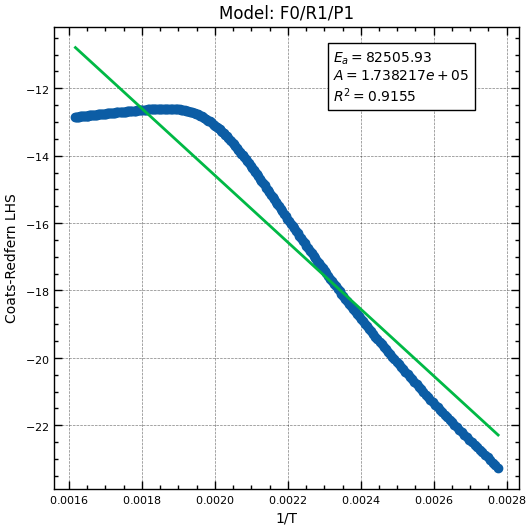 Model: F0/R1/P1
E_a = 82505.93
A = 1.738217e + 05
R^2 = 0.9155
−12
−14
−16
−18
−20
−22
Coats-Redfern LHS
0.0016 0.0018 0.0020 0.0022 0.0024 0.0026 0.0028
1/T